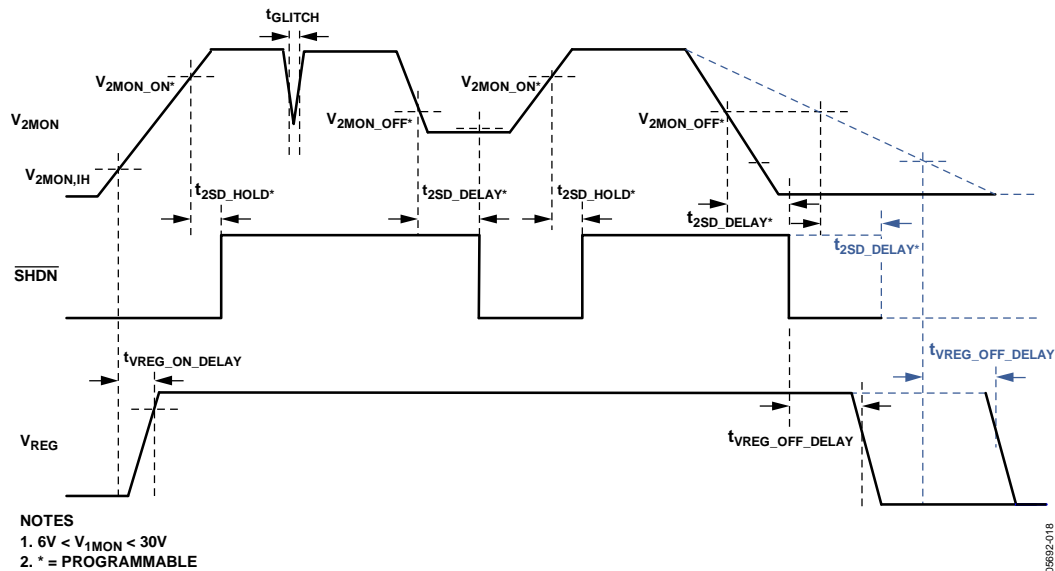 tGLITCH
V2MON_ON*
V2MON_ON*
V2MON
V2MON_OFF*
V2MON_OFF*
V2MON,IH
t2SD_HOLD*
t2SD_DELAY*
t2SD_HOLD*
t2SD_DELAY*
t2SD_DELAY*
SHDN
tVREG_ON_DELAY
tVREG_OFF_DELAY
VREG
tVREG_OFF_DELAY
NOTES
1. 6V < V1MON < 30V
2. * = PROGRAMMABLE
05692-018